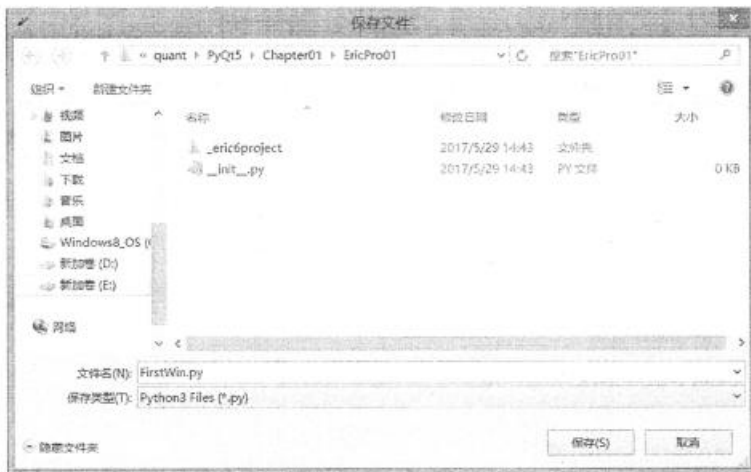 保存文件
« quant › PyQt5 › Chapter01 › EricPro01
搜索"EricPro01"
组织
新建文件夹
视频
图片
文档
下载
音乐
桌面
Windows8_OS (
新加卷 (D:)
新加卷 (E:)
网络
名称 修改日期 类型 大小
_eric6project 2017/5/29 14:43 文件夹
__init__.py 2017/5/29 14:43 PY 文件 0 KB
文件名(N): FirstWin.py
保存类型(T): Python3 Files (*.py)
隐藏文件夹
保存(S) 取消